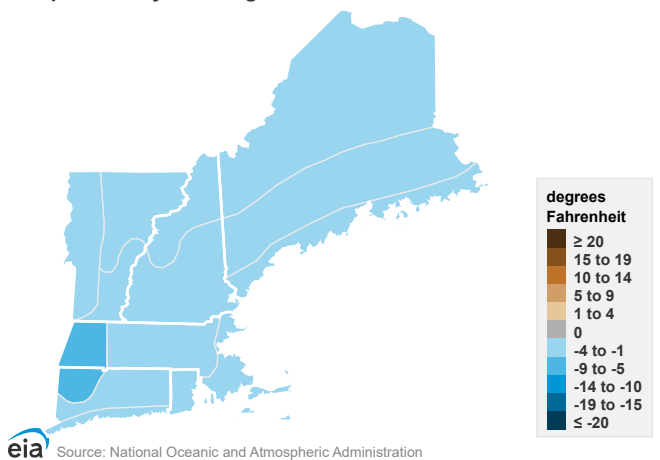 degrees
Fahrenheit
≥ 20
15 to 19
10 to 14
5 to 9
1 to 4
0
-4 to -1
-9 to -5
-14 to -10
-19 to -15
≤ -20
eia
Source: National Oceanic and Atmospheric Administration